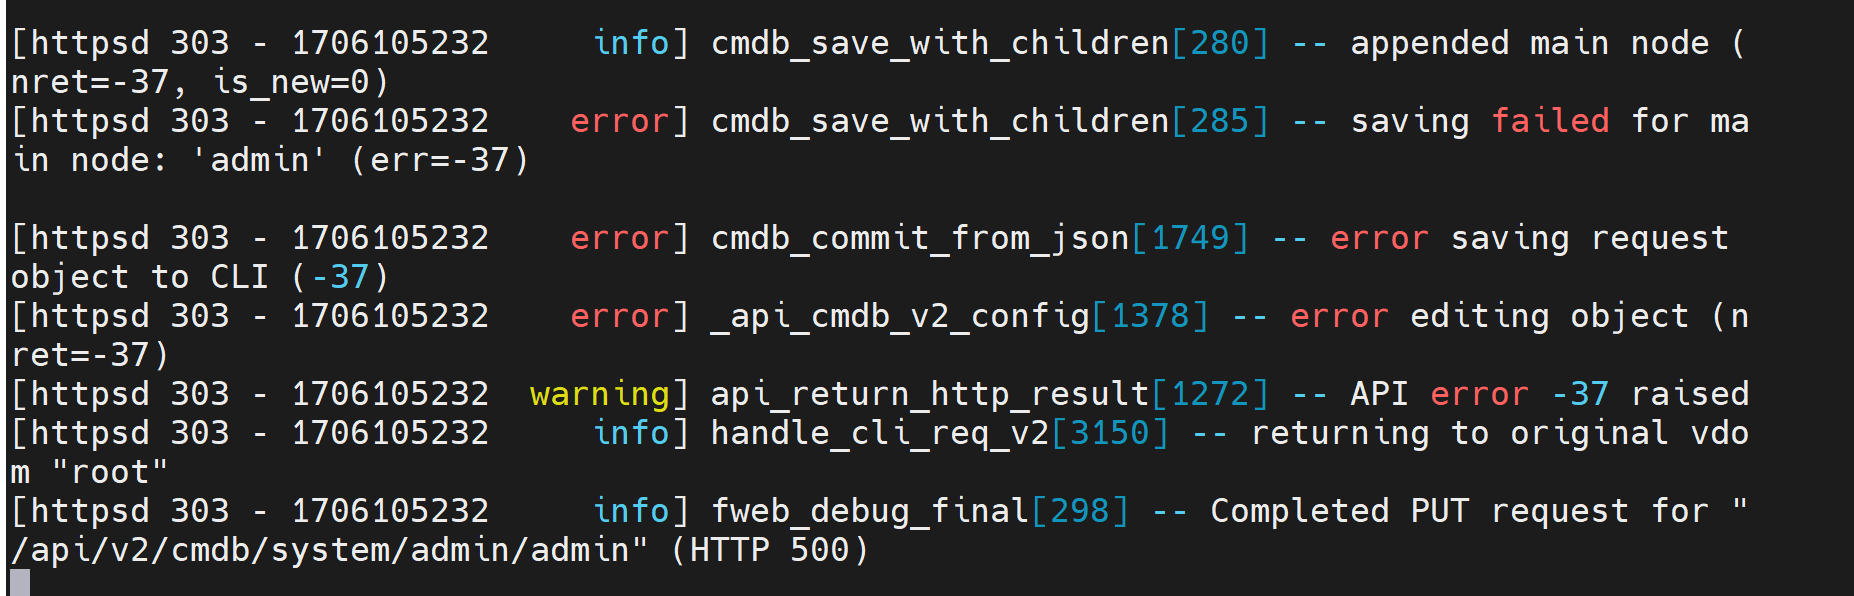 [httpsd 303 - 1706105232     info] cmdb_save_with_children[280] -- appended main node (
nret=-37, is_new=0)
[httpsd 303 - 1706105232    error] cmdb_save_with_children[285] -- saving failed for ma
in node: 'admin' (err=-37)
[httpsd 303 - 1706105232    error] cmdb_commit_from_json[1749] -- error saving request
object to CLI (-37)
[httpsd 303 - 1706105232    error] _api_cmdb_v2_config[1378] -- error editing object (n
ret=-37)
[httpsd 303 - 1706105232  warning] api_return_http_result[1272] -- API error -37 raised
[httpsd 303 - 1706105232     info] handle_cli_req_v2[3150] -- returning to original vdo
m "root"
[httpsd 303 - 1706105232     info] fweb_debug_final[298] -- Completed PUT request for "
/api/v2/cmdb/system/admin/admin" (HTTP 500)